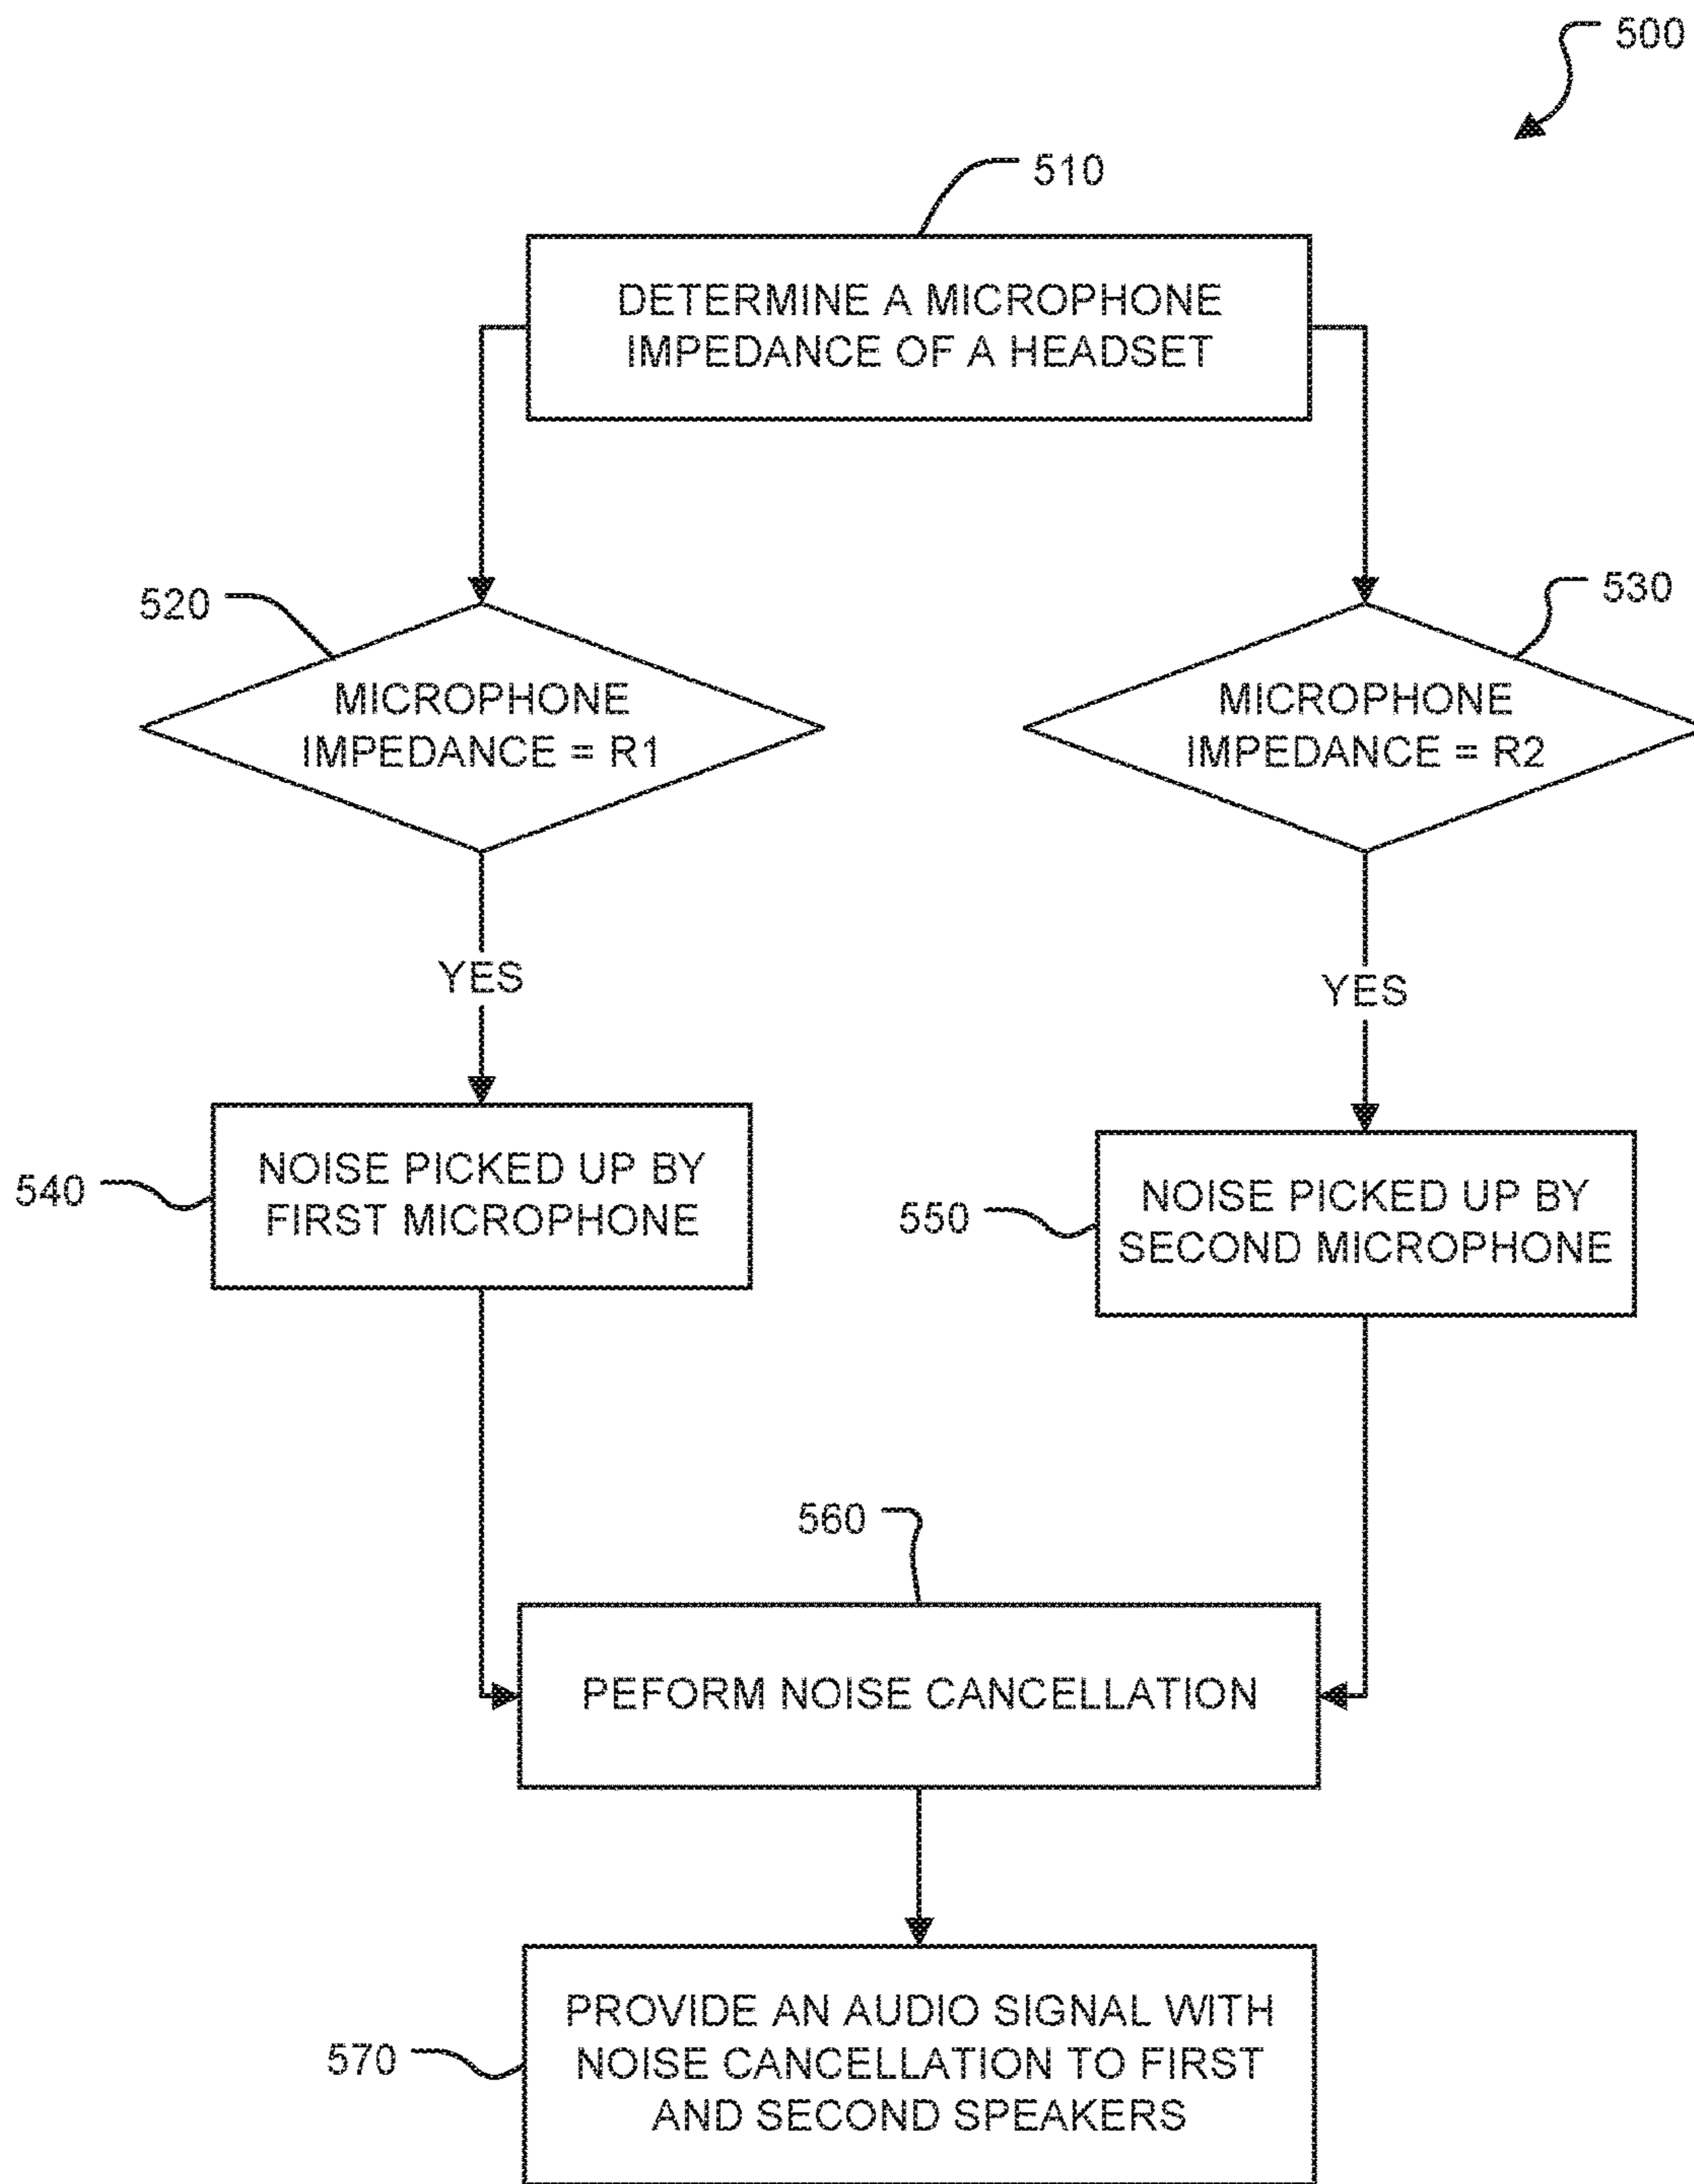 500
510
DETERMINE A MICROPHONE
IMPEDANCE OF A HEADSET
520
530
MICROPHONE
IMPEDANCE = R1
MICROPHONE
IMPEDANCE = R2
YES
YES
540
NOISE PICKED UP BY
FIRST MICROPHONE
550
NOISE PICKED UP BY
SECOND MICROPHONE
560
PEFORM NOISE CANCELLATION
570
PROVIDE AN AUDIO SIGNAL WITH
NOISE CANCELLATION TO FIRST
AND SECOND SPEAKERS